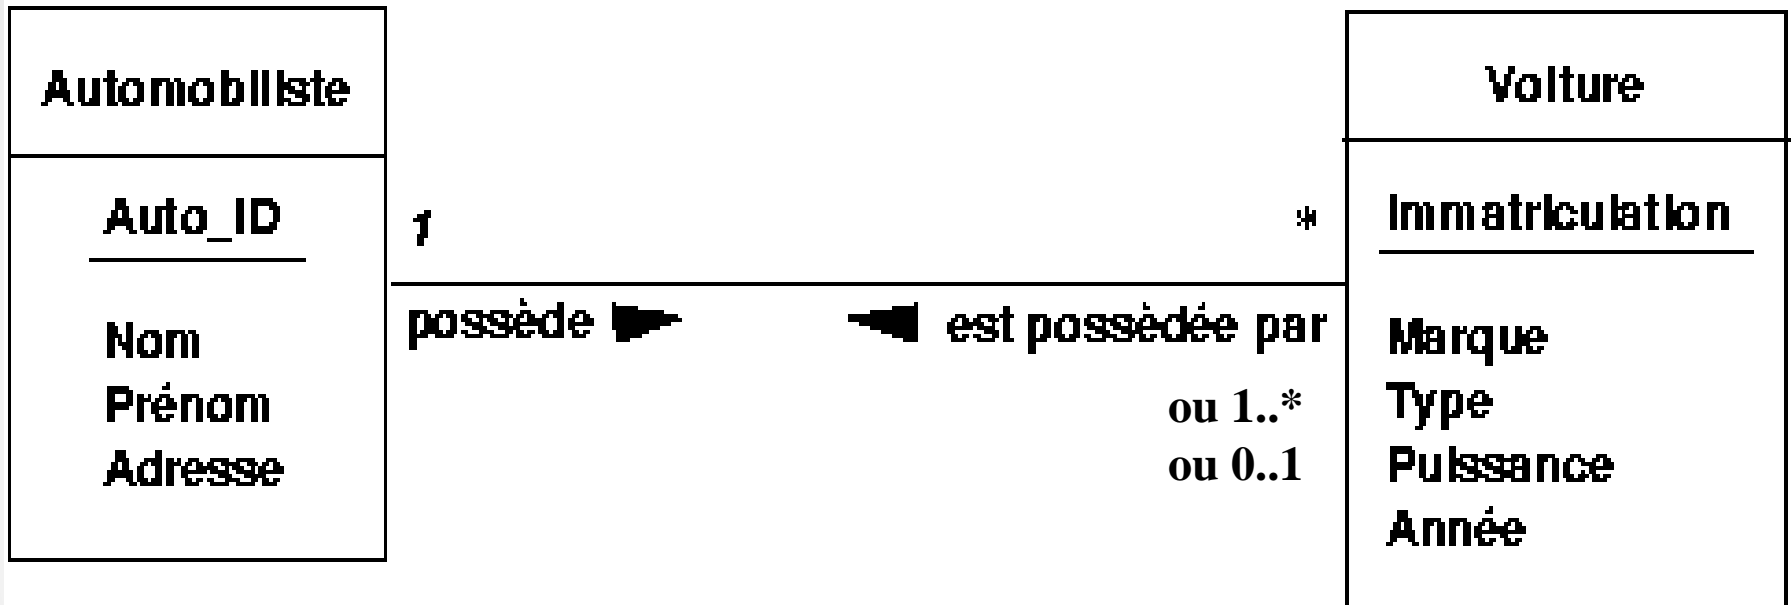 Automobiliste
Auto_ID
Nom
Prénom
Adresse
1
*
possède
est possèdée par
ou 1..*
ou 0..1
Voiture
Immatriculation
Marque
Type
Puissance
Année